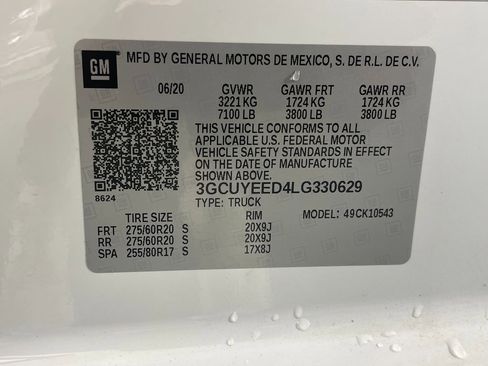 GM
MFD BY GENERAL MOTORS DE MEXICO, S. DE R.L. DE C.V.
06/20 GVWR GAWR FRT GAWR RR
3221 KG 1724 KG 1724 KG
7100 LB 3800 LB 3800 LB
THIS VEHICLE CONFORMS TO ALL
APPLICABLE U.S. FEDERAL MOTOR
VEHICLE SAFETY STANDARDS IN EFFECT
ON THE DATE OF MANUFACTURE
SHOWN ABOVE.
8624
3GCUYEED4LG330629
TYPE: TRUCK
TIRE SIZE RIM MODEL: 49CK10543
FRT 275/60R20 S 20X9J
RR 275/60R20 S 20X9J
SPA 255/80R17 S 17X8J